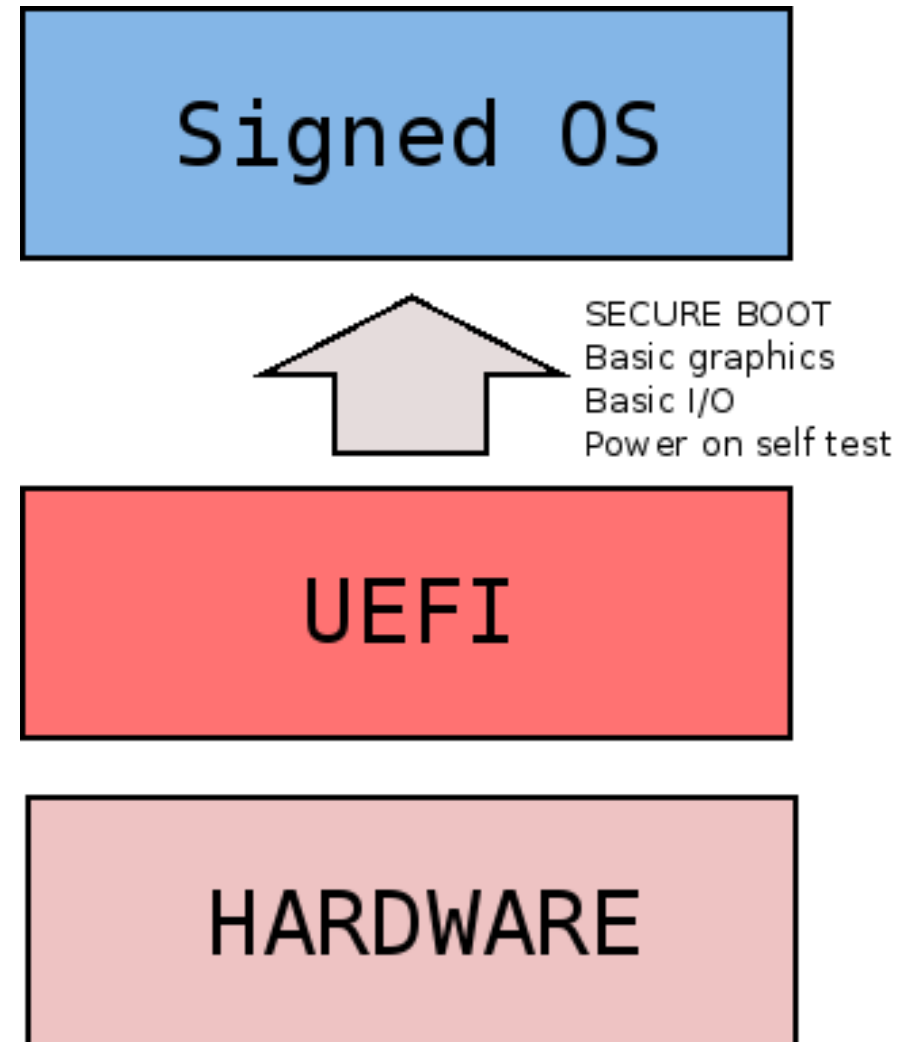 Signed OS
SECURE BOOT
Basic graphics
Basic I/O
Power on self test
UEFI
HARDWARE